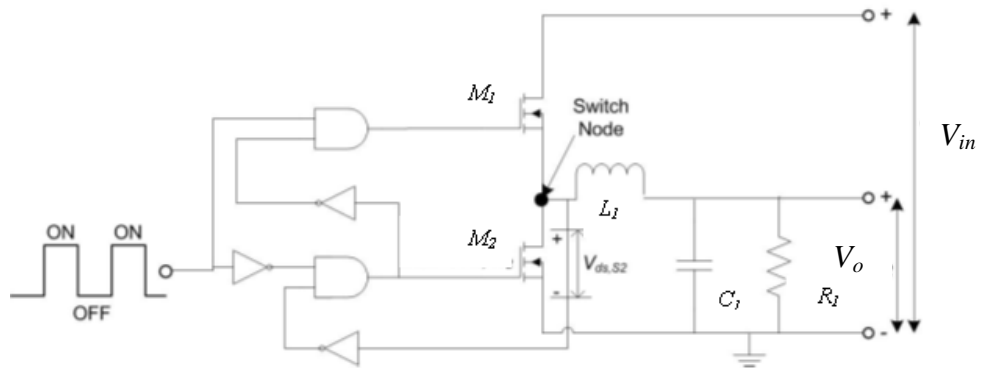 +
M1
Switch
Node
Vin
+
ON
ON
L1
M2
+
Vds,S2
Vo
OFF
-
C1
R1
-